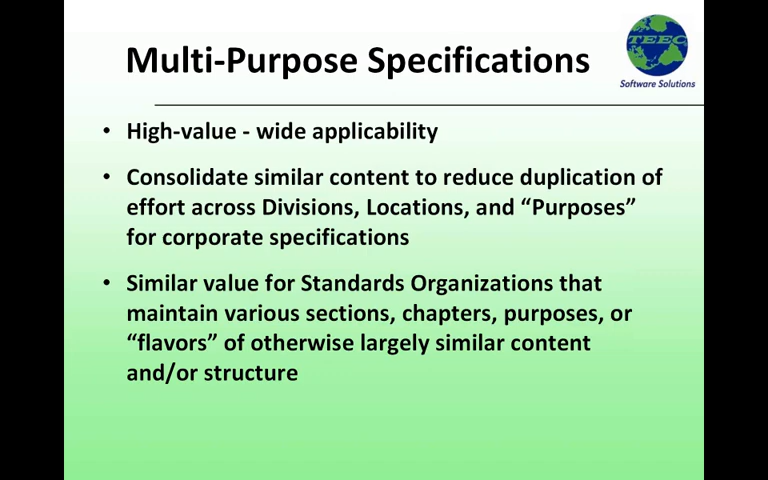 Multi-Purpose Specifications
TEEC
Software Solutions
• High-value - wide applicability
• Consolidate similar content to reduce duplication of
effort across Divisions, Locations, and “Purposes”
for corporate specifications
• Similar value for Standards Organizations that
maintain various sections, chapters, purposes, or
“flavors” of otherwise largely similar content
and/or structure